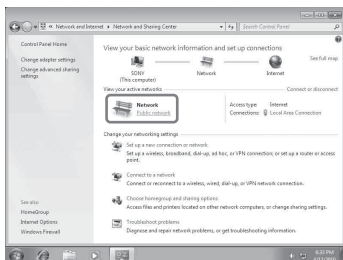 « Network and Internet ▸ Network and Sharing Center
Search Control Panel
Control Panel Home
Change adapter settings
Change advanced sharing
settings
View your basic network information and set up connections
See full map
SONY
(This computer)
Network
Internet
View your active networks
Connect or disconnect
Network
Public network
Access type: Internet
Connections: Local Area Connection
Change your networking settings
Set up a new connection or network
Set up a wireless, broadband, dial-up, ad hoc, or VPN connection; or set up a router or access
point.
Connect to a network
Connect or reconnect to a wireless, wired, dial-up, or VPN network connection.
Choose homegroup and sharing options
Access files and printers located on other network computers, or change sharing settings.
Troubleshoot problems
Diagnose and repair network problems, or get troubleshooting information.
See also
HomeGroup
Internet Options
Windows Firewall
8:35 PM